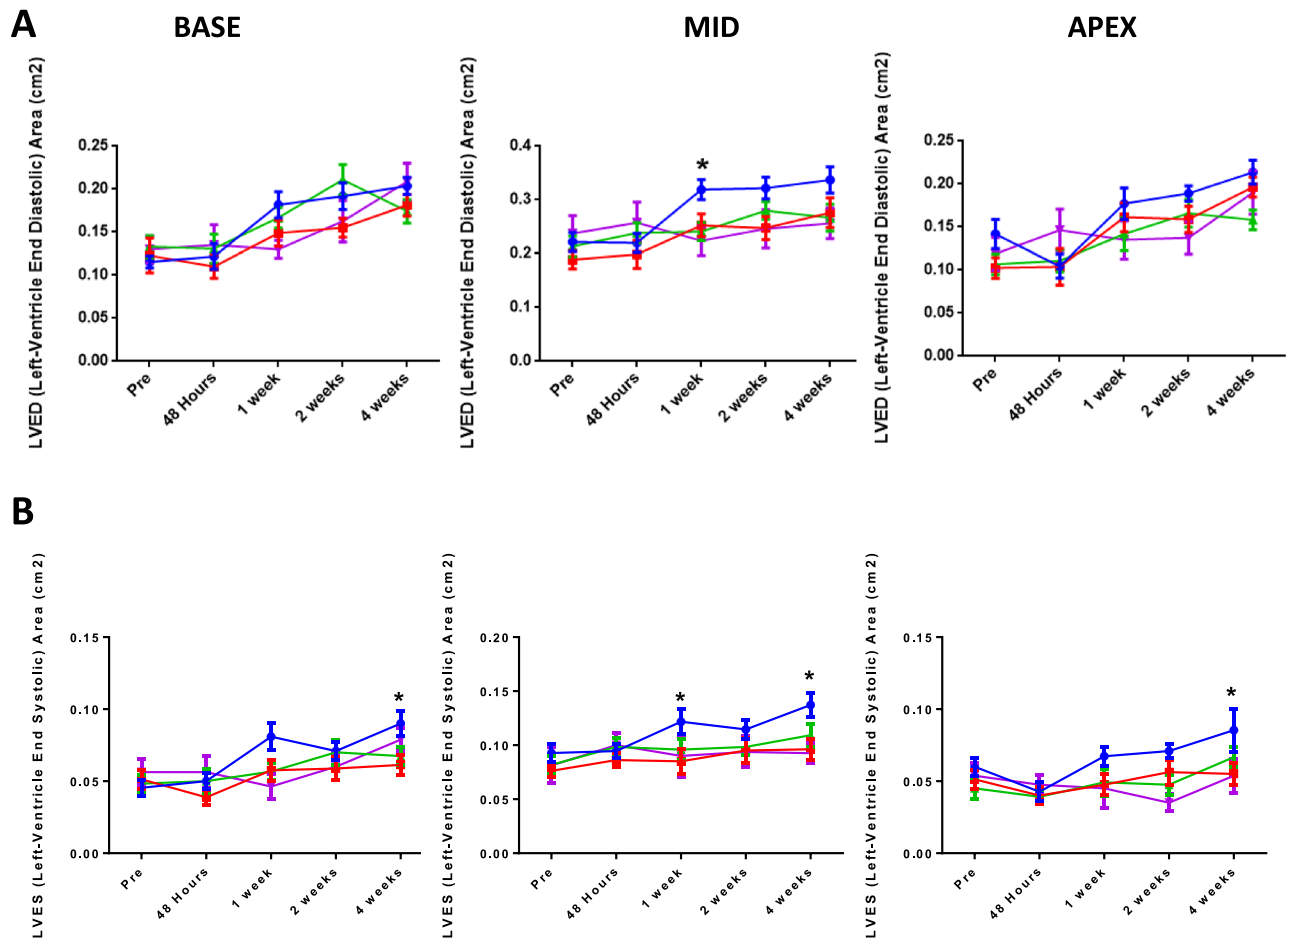 A
BASE
MID
APEX
LVED (Left-Ventricle End Diastolic) Area (cm2)
0.25
0.20
0.15
0.10
0.05
0.00
Pre
48 Hours
1 week
2 weeks
4 weeks
LVED (Left-Ventricle End Diastolic) Area (cm2)
0.4
0.3
0.2
0.1
0.0
*
Pre
48 Hours
1 week
2 weeks
4 weeks
LVED (Left-Ventricle End Diastolic) Area (cm2)
0.25
0.20
0.15
0.10
0.05
0.00
Pre
48 Hours
1 week
2 weeks
4 weeks
B
LVES (Left-Ventricle End Systolic) Area (cm2)
0.15
0.10
0.05
0.00
*
Pre
48 Hours
1 week
2 weeks
4 weeks
LVES (Left-Ventricle End Systolic) Area (cm2)
0.20
0.15
0.10
0.05
0.00
*
*
Pre
48 Hours
1 week
2 weeks
4 weeks
LVES (Left-Ventricle End Systolic) Area (cm2)
0.15
0.10
0.05
0.00
*
Pre
48 Hours
1 week
2 weeks
4 weeks